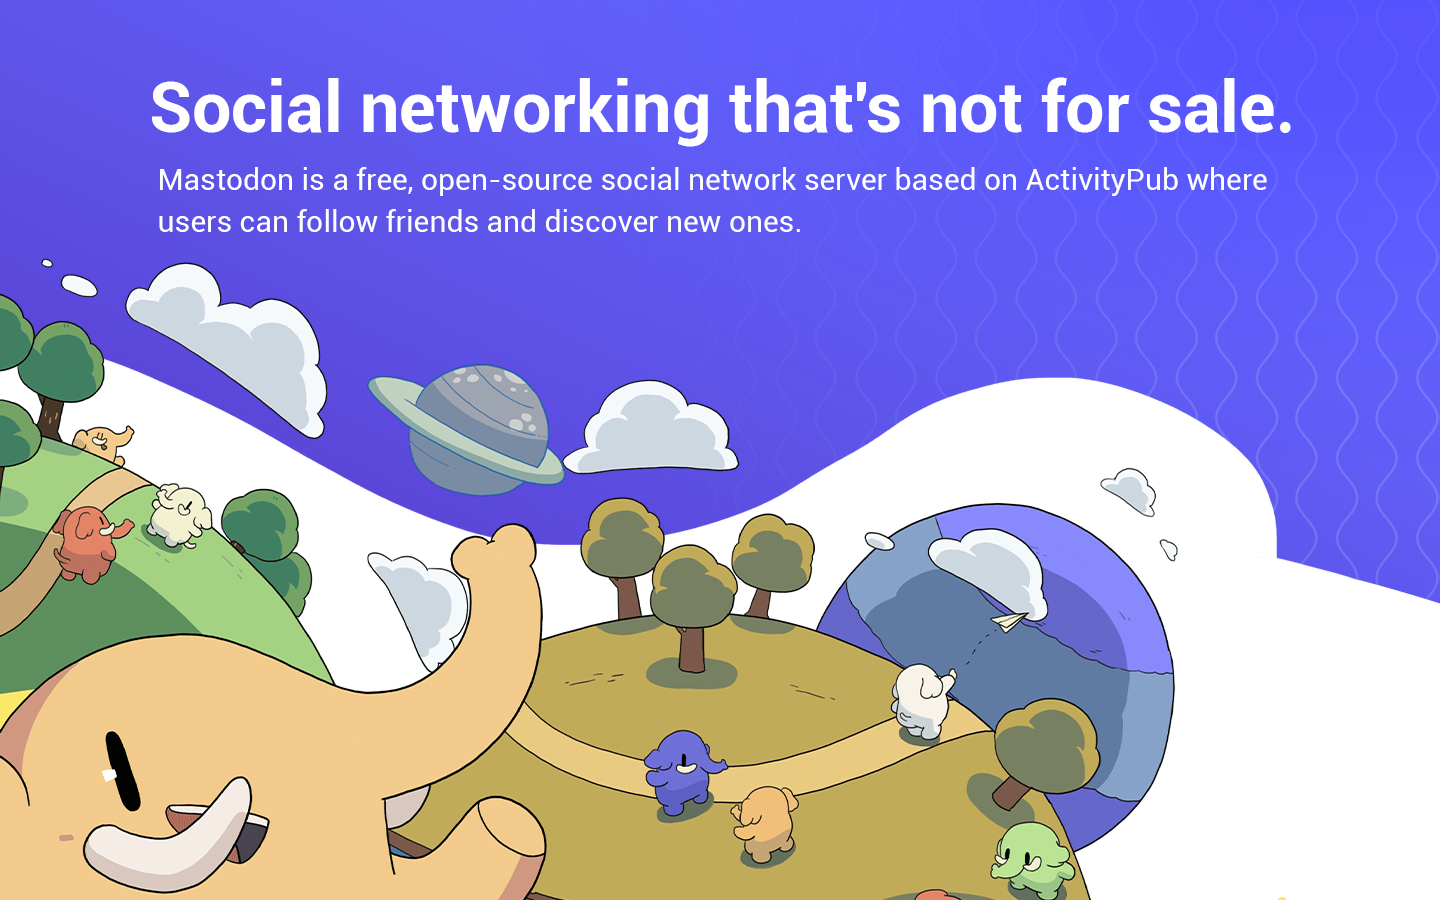 Social networking that's not for sale.
Mastodon is a free, open-source social network server based on ActivityPub where
users can follow friends and discover new ones.